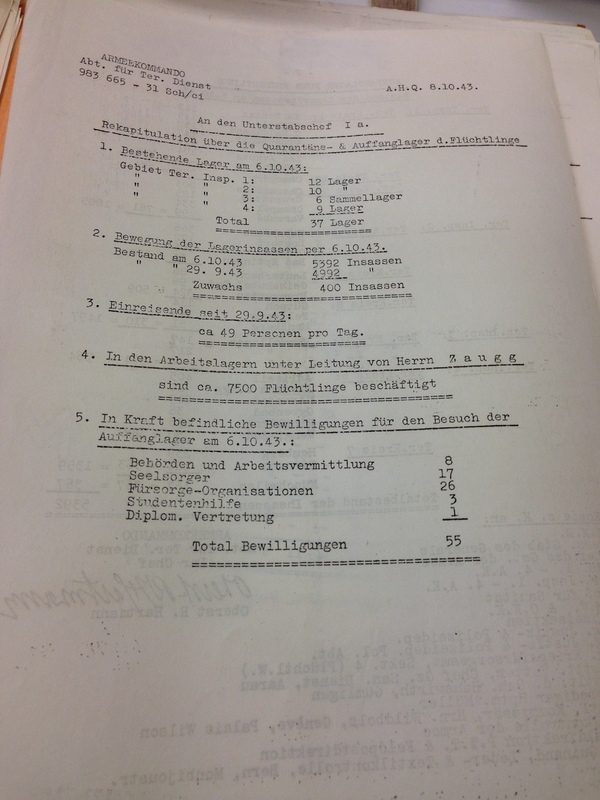 ARMEEKOMMANDO
Abt. für Ter. Dienst
983 665 - 31 Sch/ci
A.H.Q. 8.10.43.
An den Unterstabschef I a.
Rekapitulation über die Quarantäne- & Auffanglager d.Flüchtlinge
1. Bestehende Lager am 6.10.43:
Gebiet Ter. Insp. 1: 12 Lager
" " 2: 10 "
" " 3: 6 Sammellager
" " 4: 9 Lager
Total 37 Lager
2. Bewegung der Lagerinsassen per 6.10.43.
Bestand am 6.10.43 5392 Insassen
" " 29. 9.43 4992 "
Zuwachs 400 Insassen
3. Einreisende seit 29.9.43:
ca 49 Personen pro Tag.
4. In den Arbeitslagern unter Leitung von Herrn Z a u g g
sind ca. 7500 Flüchtlinge beschäftigt
5. In Kraft befindliche Bewilligungen für den Besuch der
Auffanglager am 6.10.43.:
Behörden und Arbeitsvermittlung 8
Seelsorger 17
Fürsorge-Organisationen 26
Studentenhilfe 3
Diplom. Vertretung 1
Total Bewilligungen 55